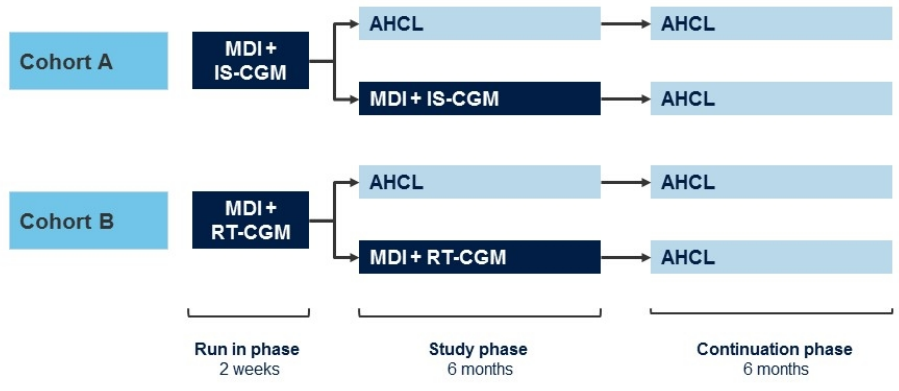 AHCL
AHCL
Cohort A
MDI +
IS-CGM
MDI + IS-CGM
AHCL
AHCL
AHCL
Cohort B
MDI +
RT-CGM
MDI + RT-CGM
AHCL
Run in phase
2 weeks
Study phase
6 months
Continuation phase
6 months